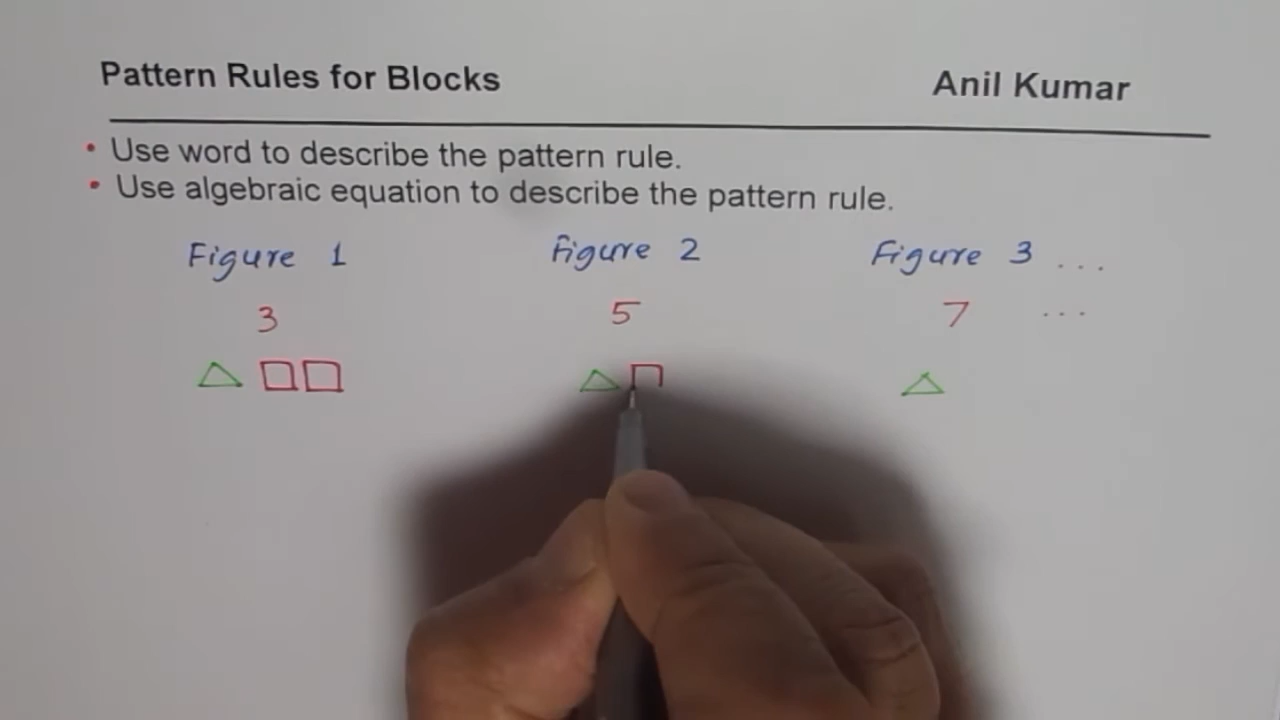 Pattern Rules for Blocks Anil Kumar
• Use word to describe the pattern rule.
• Use algebraic equation to describe the pattern rule.
Figure 1 Figure 2 Figure 3 ...
3 5 7 ...